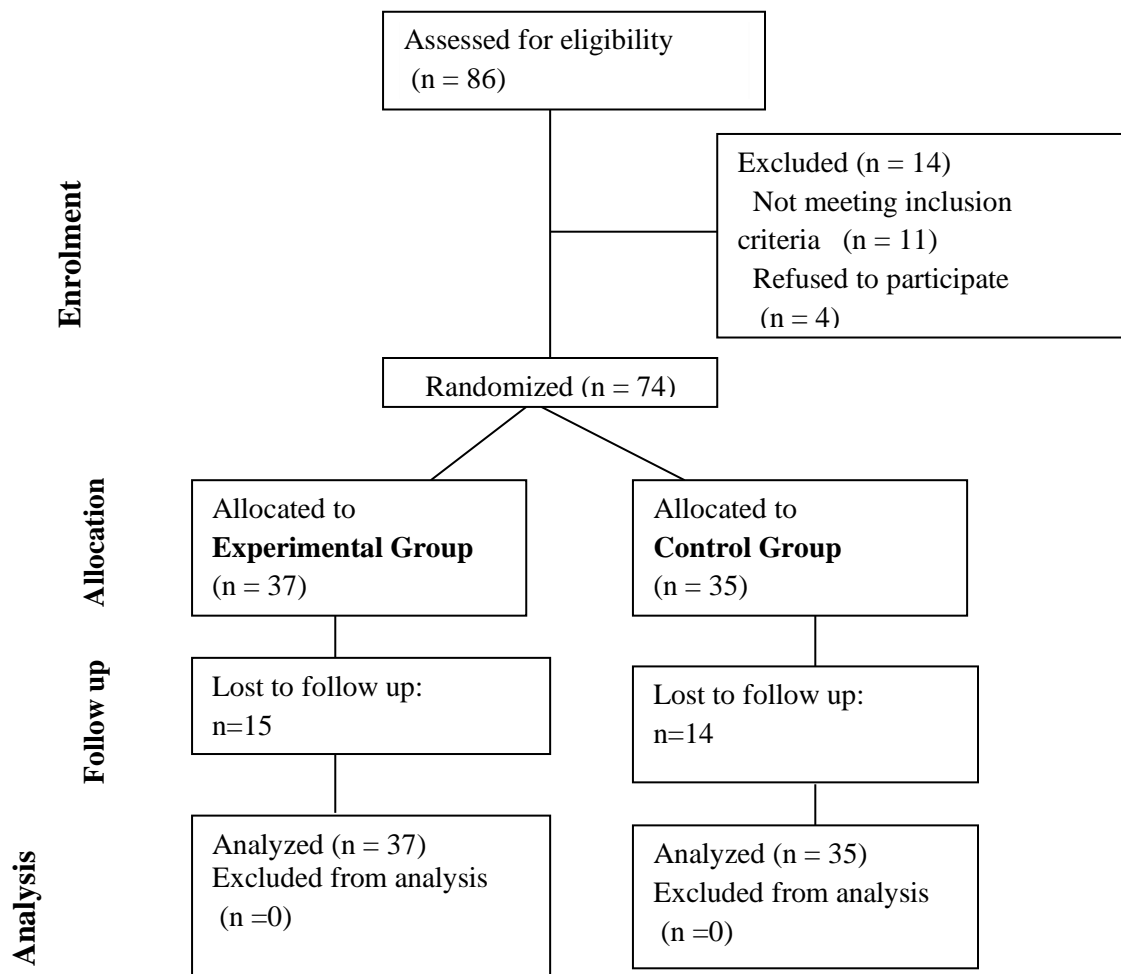 Assessed for eligibility
(n = 86)
Enrolment
Excluded (n = 14)
Not meeting inclusion
criteria (n = 11)
Refused to participate
(n = 4)
Randomized (n = 74)
Allocation
Allocated to
Experimental Group
(n = 37)
Allocated to
Control Group
(n = 35)
Follow up
Lost to follow up:
n=15
Lost to follow up:
n=14
Analysis
Analyzed (n = 37)
Excluded from analysis
(n =0)
Analyzed (n = 35)
Excluded from analysis
(n =0)